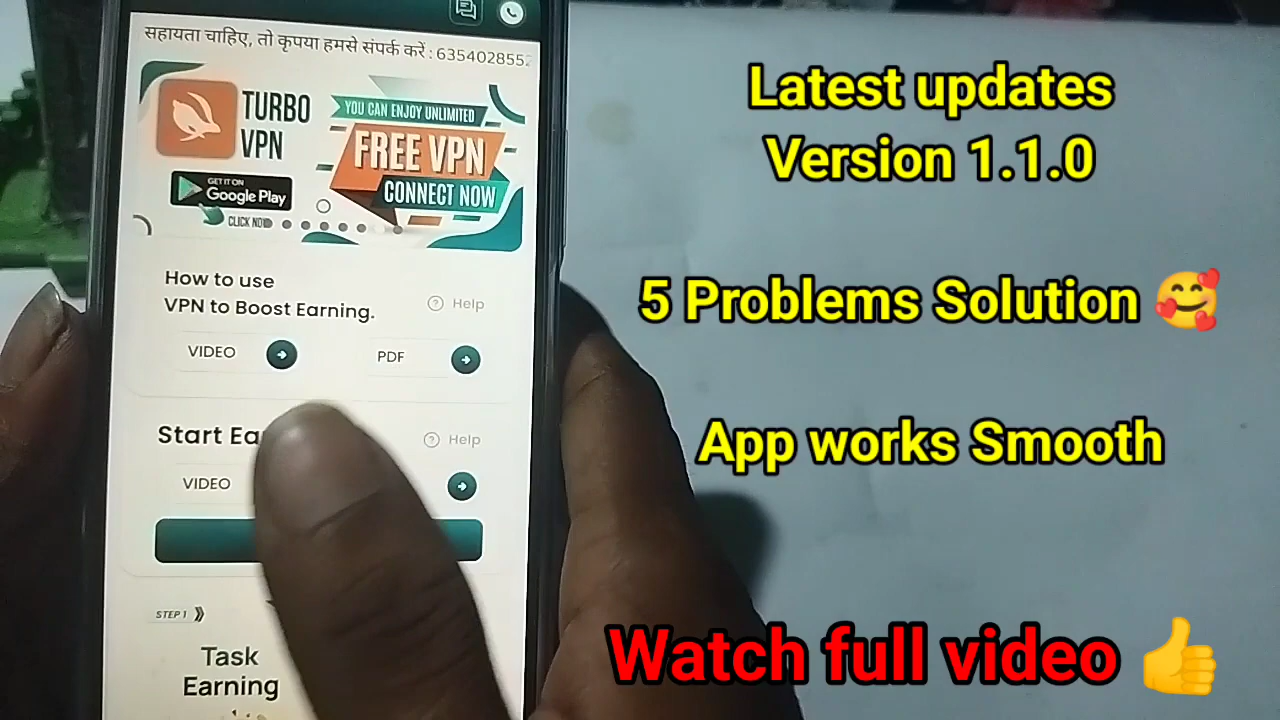 सहायता चाहिए, तो कृपया हमसे संपर्क करें : 635402855
TURBO
VPN
YOU CAN ENJOY UNLIMITED
FREE VPN
CONNECT NOW
GET IT ON
Google Play
CLICK NOW
How to use
VPN to Boost Earning.
Help
VIDEO
PDF
Start Ea
Help
VIDEO
STEP 1
Task
Earning
Latest updates
Version 1.1.0
5 Problems Solution 🥰
App works Smooth
Watch full video 👍